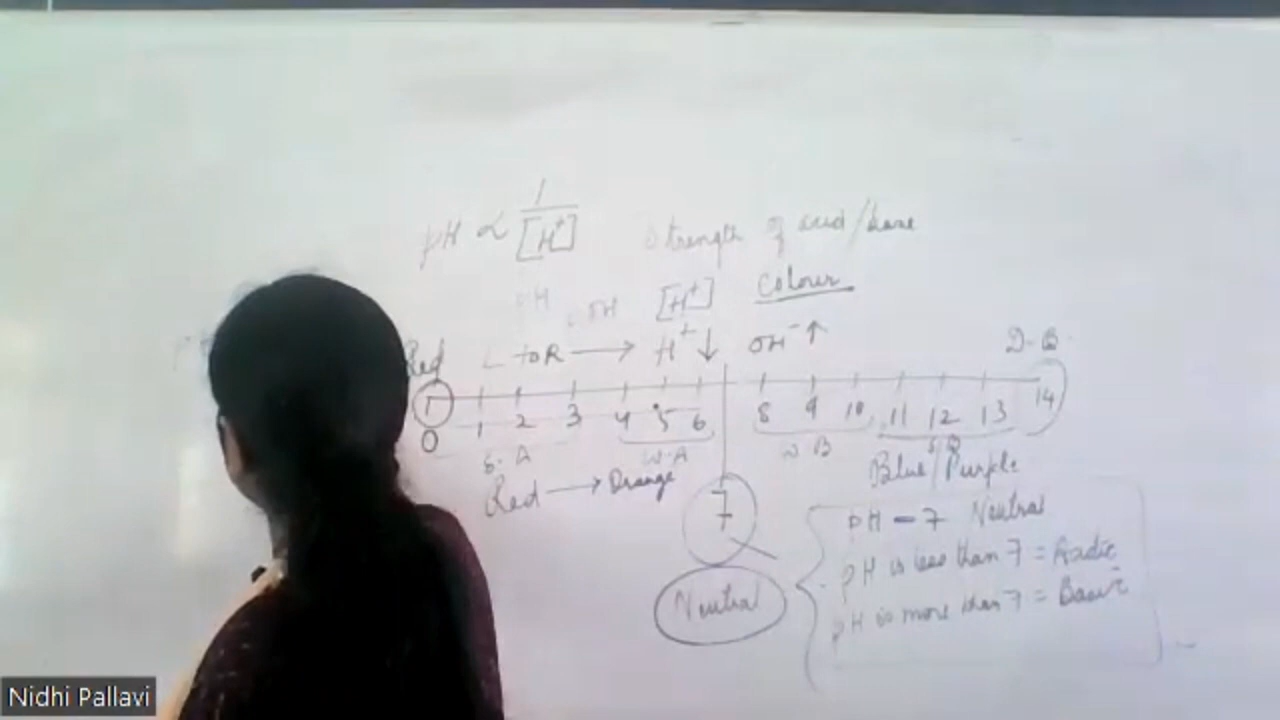 pH ∝ 1/[H⁺] Strength of acid/base
pH OH [H⁺] Colour
Red L to R → H⁺ ↓ OH⁻ ↑
0 1 2 3 4 5 6 8 9 10 11 12 13 14
S.A W.A W B S B
Red → Orange
Blue/Purple
7
Neutral
pH = 7 Neutral
pH is less than 7 = Acidic
pH is more than 7 = Basic
Nidhi Pallavi